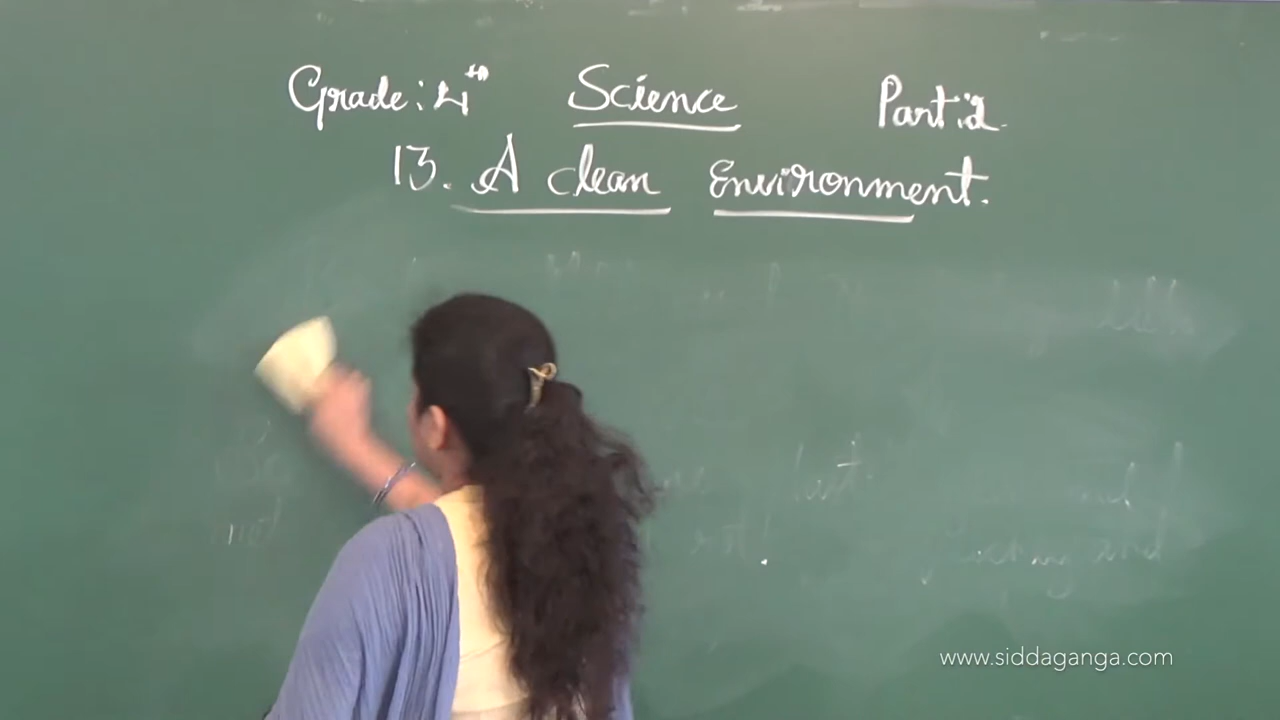 Grade: 4th Science Part:2.
13. A clean Environment.
www.siddaganga.com